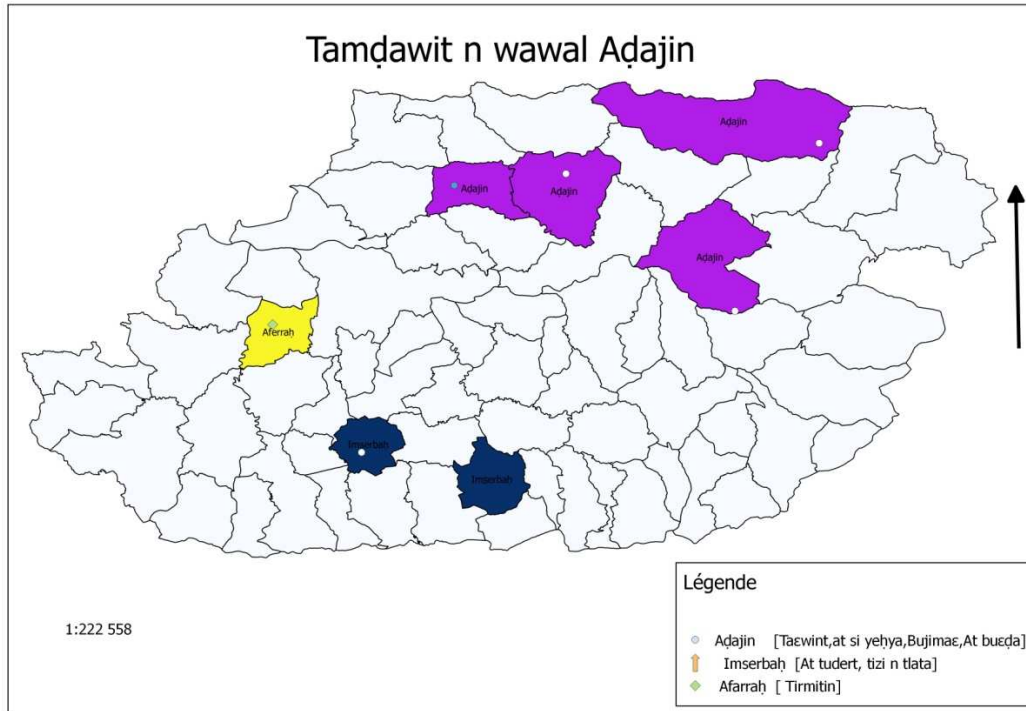 Tamḍawit n wawal Aḍajin
Aḍajin
Aḍajin
Aḍajin
Aḍajin
Aferraḥ
Imserbaḥ
Imserbaḥ
1:222 558
Légende
Aḍajin [Taɛwint,at si yeḥya,Bujimaɛ,At buɛḍa]
Imserbaḥ [At tudert, tizi n tlata]
Afarraḥ [ Tirmitin]